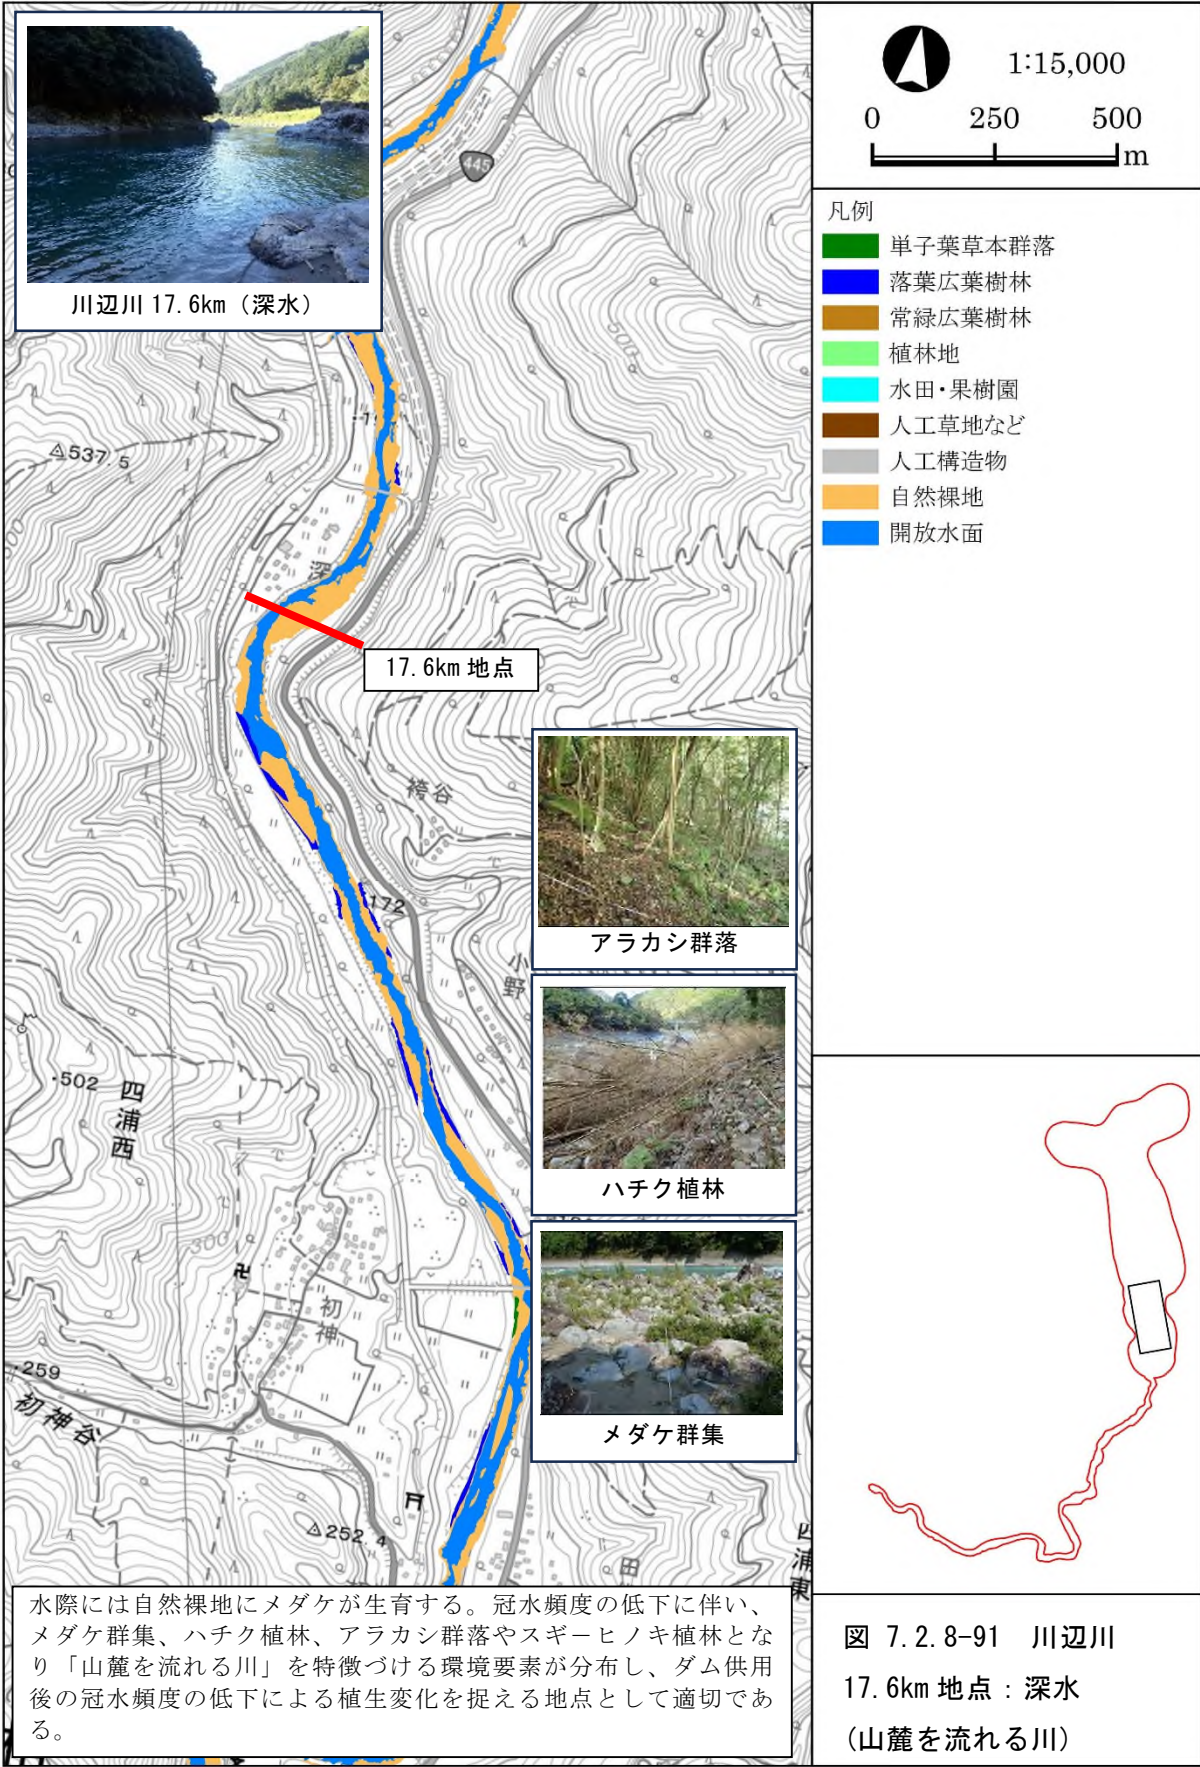 川辺川 17.6km（深水）
445
1:15,000
0 250 500
m
凡例
単子葉草本群落
落葉広葉樹林
常緑広葉樹林
植林地
水田・果樹園
人工草地など
人工構造物
自然裸地
開放水面
537.5
500
深
17.6km 地点
袴谷
172
小野
アラカシ群落
ハチク植林
メダケ群集
502
四浦西
300
初神
259
初神谷
252.4
田
四浦東
水際には自然裸地にメダケが生育する。冠水頻度の低下に伴い、
メダケ群集、ハチク植林、アラカシ群落やスギ－ヒノキ植林とな
り「山麓を流れる川」を特徴づける環境要素が分布し、ダム供用
後の冠水頻度の低下による植生変化を捉える地点として適切であ
る。
図 7.2.8-91 川辺川
17.6km 地点：深水
(山麓を流れる川)